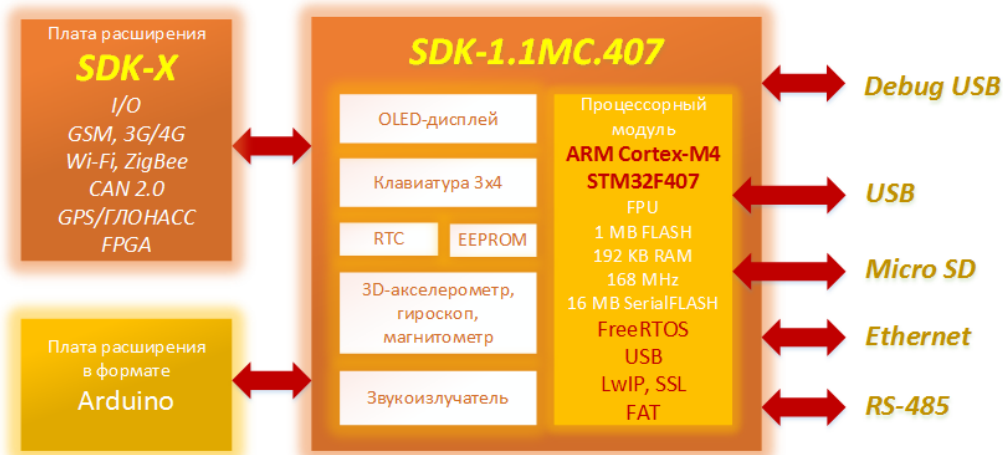 Плата расширения
SDK-X
I/O
GSM, 3G/4G
Wi-Fi, ZigBee
CAN 2.0
GPS/ГЛОНАСС
FPGA
Плата расширения
в формате
Arduino
SDK-1.1MC.407
OLED-дисплей
Клавиатура 3x4
RTC
EEPROM
3D-акселерометр,
гироскоп,
магнитометр
Звукоизлучатель
Процессорный
модуль
ARM Cortex-M4
STM32F407
FPU
1 MB FLASH
192 KB RAM
168 MHz
16 MB SerialFLASH
FreeRTOS
USB
LwIP, SSL
FAT
Debug USB
USB
Micro SD
Ethernet
RS-485